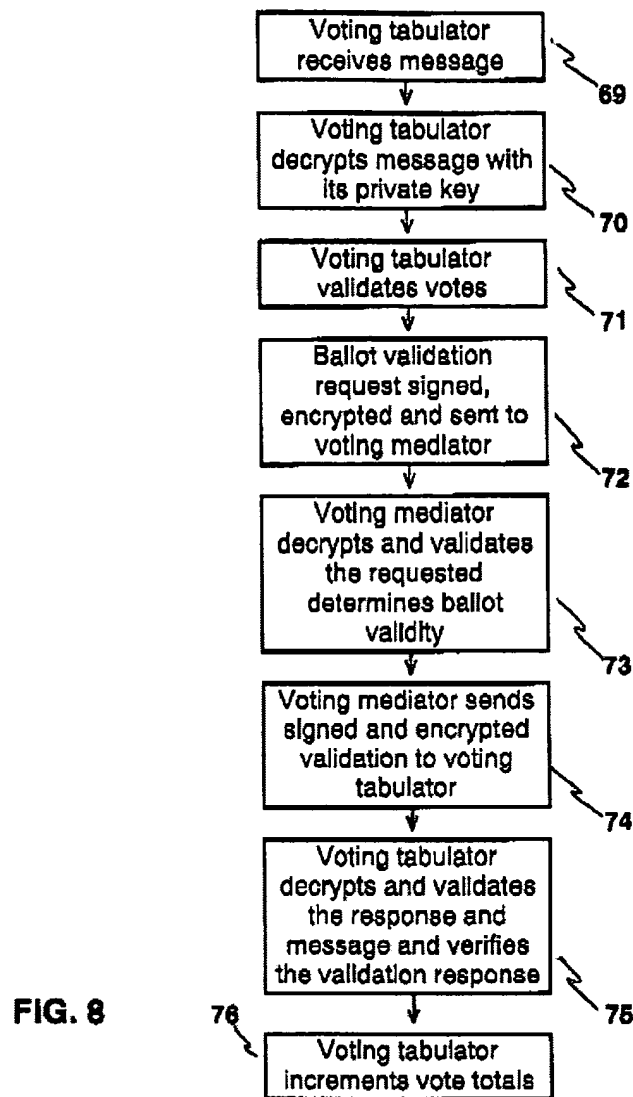 Voting tabulator
receives message
69
Voting tabulator
decrypts message with
its private key
70
Voting tabulator
validates votes
71
Ballot validation
request signed,
encrypted and sent to
voting mediator
72
Voting mediator
decrypts and validates
the requested
determines ballot
validity
73
Voting mediator sends
signed and encrypted
validation to voting
tabulator
74
Voting tabulator
decrypts and validates
the response and
message and verifies
the validation response
75
FIG. 8
76
Voting tabulator
increments vote totals